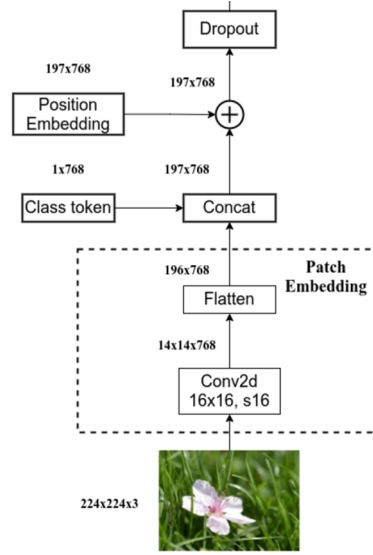 Dropout
197x768
197x768
Position
Embedding
+
1x768
197x768
Class token
Concat
196x768
Patch
Embedding
Flatten
14x14x768
Conv2d
16x16, s16
224x224x3